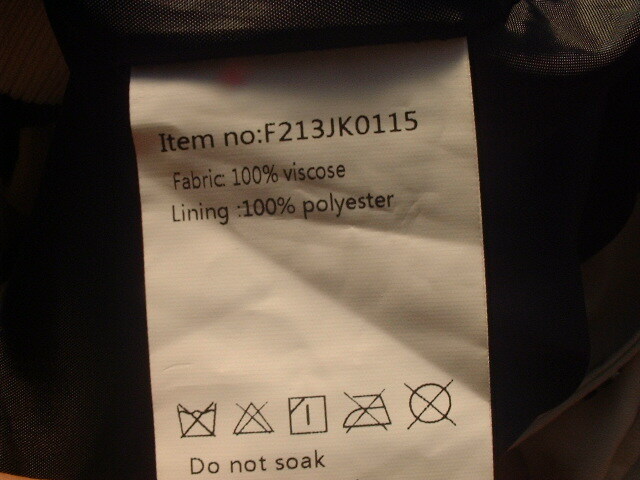 Item no:F213JK0115
Fabric: 100% viscose
Lining :100% polyester
Do not soak